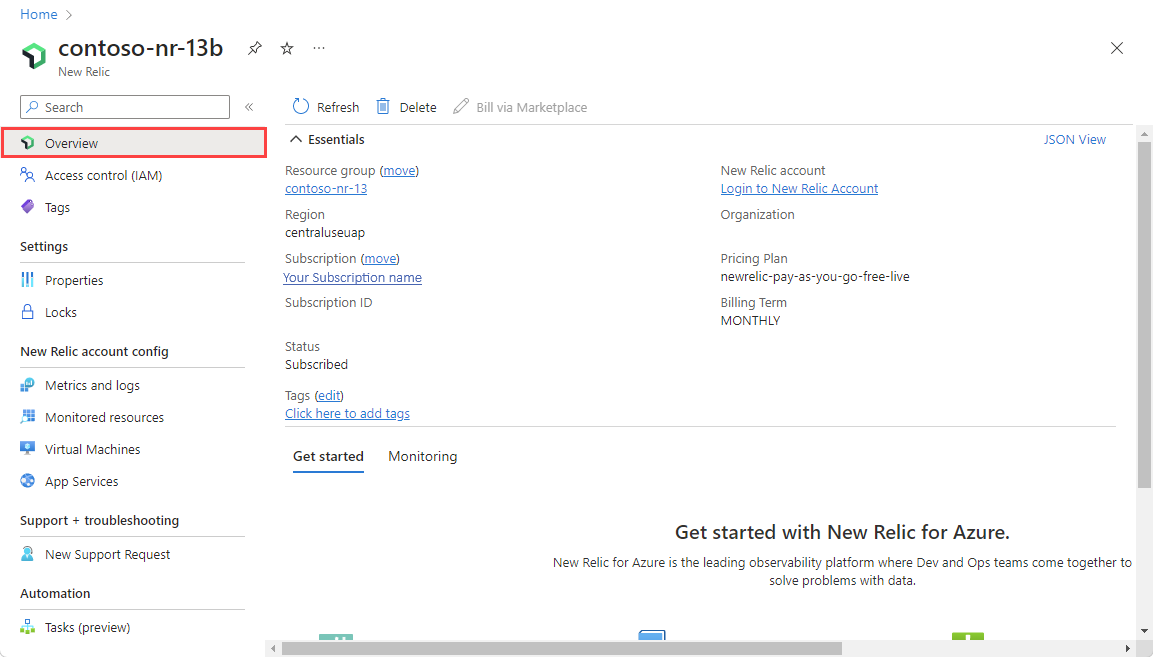 Home
contoso-nr-13b
New Relic
Search
Refresh
Delete
Bill via Marketplace
Overview
Access control (IAM)
Tags
Settings
Properties
Locks
New Relic account config
Metrics and logs
Monitored resources
Virtual Machines
App Services
Support + troubleshooting
New Support Request
Automation
Tasks (preview)
Essentials
JSON View
Resource group (move)
contoso-nr-13
Region
centraluseuap
Subscription (move)
Your Subscription name
Subscription ID
Status
Subscribed
Tags (edit)
Click here to add tags
New Relic account
Login to New Relic Account
Organization
Pricing Plan
newrelic-pay-as-you-go-free-live
Billing Term
MONTHLY
Get started
Monitoring
Get started with New Relic for Azure.
New Relic for Azure is the leading observability platform where Dev and Ops teams come together to
solve problems with data.